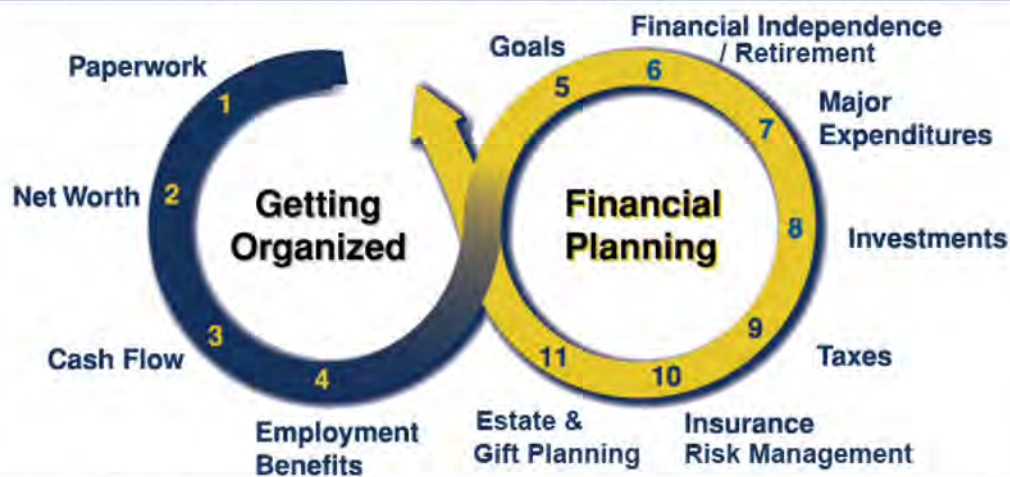 Paperwork
1
Net Worth
2
Cash Flow
3
4
Employment
Benefits
Getting
Organized
Goals
5
Financial Independence
/ Retirement
6
Major
Expenditures
7
Investments
8
Taxes
9
Insurance
Risk Management
10
Estate &
Gift Planning
11
Financial
Planning